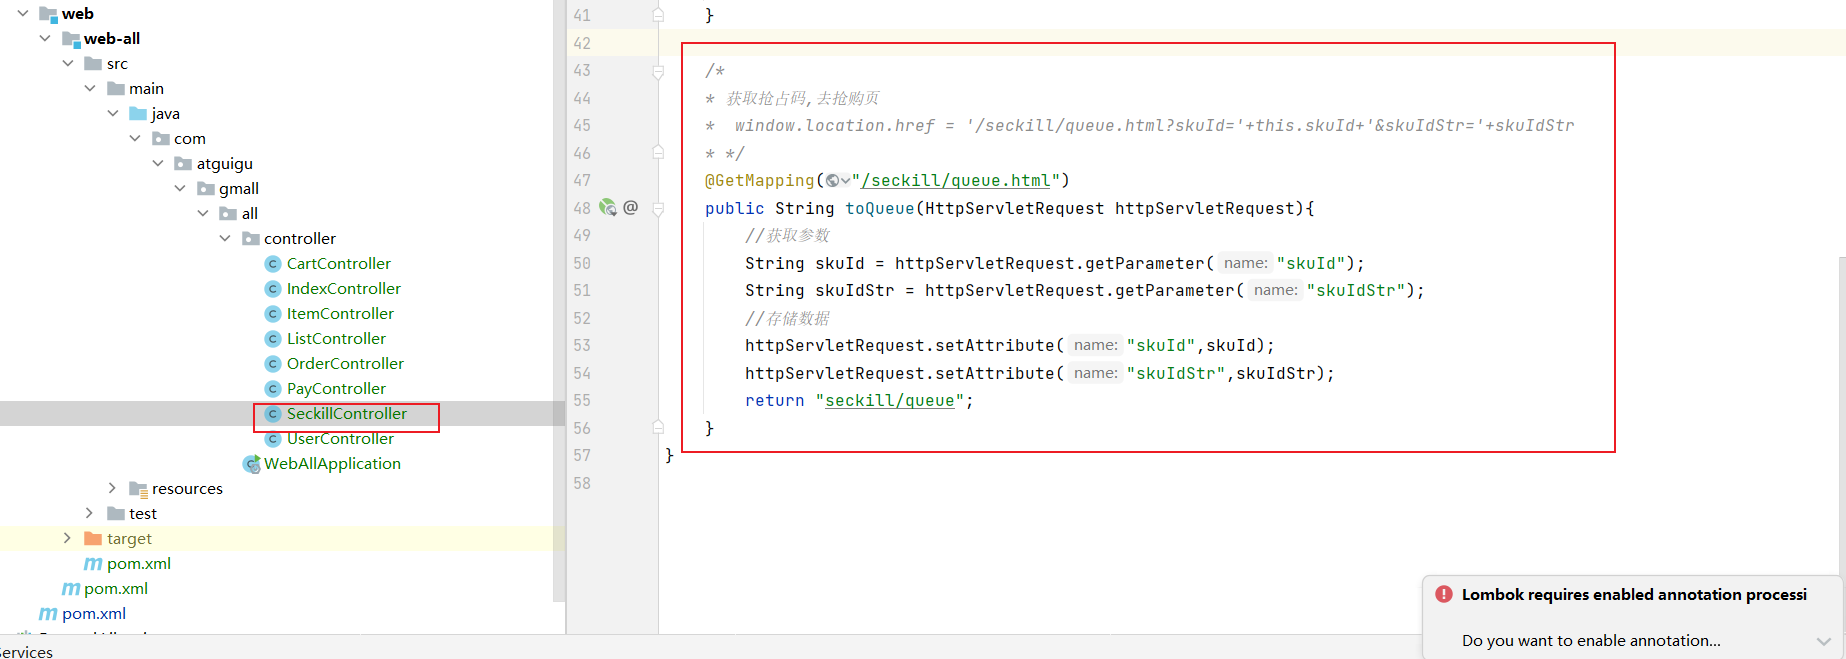 web
web-all
src
main
java
com
atguigu
gmall
all
controller
CartController
IndexController
ItemController
ListController
OrderController
PayController
SeckillController
UserController
WebAllApplication
resources
test
target
pom.xml
pom.xml
pom.xml
Services
41 }
42
43 /*
44 * 获取抢占码,去抢购页
45 * window.location.href = '/seckill/queue.html?skuId='+this.skuId+'&skuIdStr='+skuIdStr
46 * */
47 @GetMapping("/seckill/queue.html")
48 public String toQueue(HttpServletRequest httpServletRequest){
49 //获取参数
50 String skuId = httpServletRequest.getParameter( name: "skuId");
51 String skuIdStr = httpServletRequest.getParameter( name: "skuIdStr");
52 //存储数据
53 httpServletRequest.setAttribute( name: "skuId",skuId);
54 httpServletRequest.setAttribute( name: "skuIdStr",skuIdStr);
55 return "seckill/queue";
56 }
57 }
58
Lombok requires enabled annotation processi
Do you want to enable annotation...